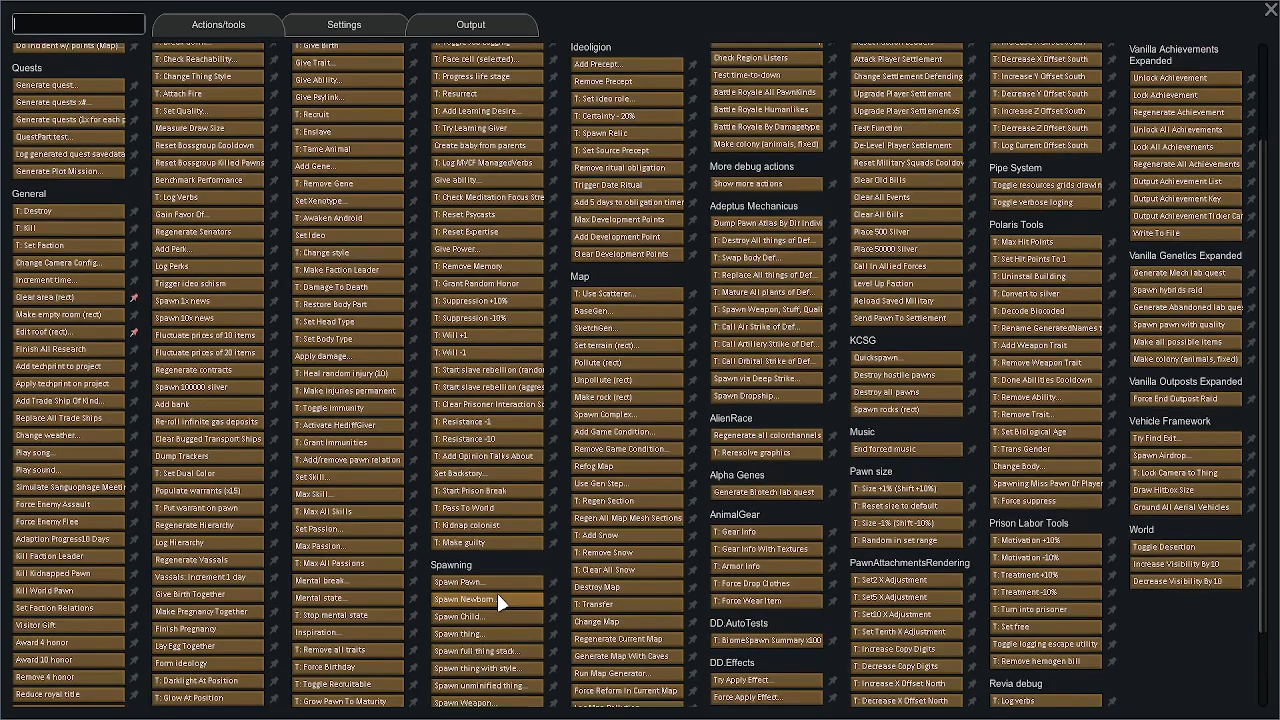 Actions/tools
Settings
Output
Do incident w/ points (Map)...
Quests
Generate quest...
Generate quests x#...
Generate quests (1x for each p
QuestPart test...
Log generated quest savedata
Generate Plot Mission...
General
T: Destroy
T: Kill
T: Set Faction
Change Camera Config...
Increment time...
Clear area (rect)
Make empty room (rect)
Edit roof (rect)...
Finish All Research
Add techprint to project
Apply techprint on project
Add Trade Ship Of Kind...
Replace All Trade Ships
Change weather...
Play song...
Play sound...
Simulate Sanguophage Meeti
Force Enemy Assault
Force Enemy Flee
Adaption Progress10 Days
Kill Faction Leader
Kill Kidnapped Pawn
Kill World Pawn
Set Faction Relations
Visitor Gift
Award 4 honor
Award 10 honor
Remove 4 honor
Reduce royal title
T: Check Reachability...
T: Change Thing Style
T: Attach Fire
T: Set Quality...
Measure Draw Size
Reset Bossgroup Cooldown
Reset Bossgroup Killed Pawns
Benchmark Performance
T: Log Verbs
Gain Favor Of...
Regenerate Senators
Add Perk...
Log Perks
Trigger ideo schism
Spawn 1x news
Spawn 10x news
Fluctuate prices of 10 items
Fluctuate prices of 20 items
Regenerate contracts
Spawn 100000 silver
Add bank
Re-roll infinite gas deposits
Clear Bugged Transport Ships
Dump Trackers
T: Set Dual Color
Populate warrants (x15)
T: Put warrant on pawn
Regenerate Hierarchy
Log Hierarchy
Regenerate Vassals
Vassals: Increment 1 day
Give Birth Together
Make Pregnancy Together
Finish Pregnancy
Lay Egg Together
Form ideology
T: Darklight At Position
T: Glow At Position
T: Give Birth
Give Trait...
Give Ability...
Give Psylink...
T: Recruit
T: Enslave
T: Tame Animal
Add Gene...
T: Remove Gene
Set Xenotype...
T: Awaken Android
Set Ideo
T: Change style
T: Make Faction Leader
T: Damage To Death
T: Restore Body Part
T: Set Head Type
T: Set Body Type
Apply damage...
T: Heal random injury (10)
T: Make injuries permanent
T: Toggle Immunity
T: Activate HediffGiver
T: Grant Immunities
T: Add/remove pawn relation
Set Skill...
Max Skill...
T: Max All Skills
Set Passion...
Max Passion...
T: Max All Passions
Mental break...
Mental state...
T: Stop mental state
Inspiration...
T: Remove all traits
T: Force Birthday
T: Toggle Recruitable
T: Grow Pawn To Maturity
T: Face cell (selected)...
T: Progress life stage
T: Resurrect
T: Add Learning Desire...
T: Try Learning Giver
Create baby from parents
T: Log MVCF ManagedVerbs
Give ability...
T: Check Meditation Focus Stre
T: Reset Psycasts
T: Reset Expertise
Give Power...
T: Remove Memory
T: Grant Random Honor
T: Suppression +10%
T: Suppression -10%
T: Will +1
T: Will -1
T: Start slave rebellion (randor
T: Start slave rebellion (aggres
T: Clear Prisoner Interaction Sc
T: Resistance -1
T: Resistance -10
T: Add Opinion Talks About
Set Backstory...
T: Start Prison Break
T: Pass To World
T: Kidnap colonist
T: Make guilty
Spawning
Spawn Pawn...
Spawn Newborn...
Spawn Child...
Spawn thing...
Spawn full thing stack...
Spawn thing with style...
Spawn unminified thing...
Spawn Weapon...
Ideoligion
Add Precept...
Remove Precept
T: Set ideo role...
T: Certainty - 20%
T: Spawn Relic
T: Set Source Precept
Remove ritual obligation
Trigger Date Ritual
Add 5 days to obligation timer
Max Development Points
Add Development Point
Clear Development Points
Map
T: Use Scatterer...
BaseGen...
SketchGen...
Set terrain (rect)...
Pollute (rect)
Unpollute (rect)
Make rock (rect)
Spawn Complex...
Add Game Condition...
Remove Game Condition...
Refog Map
Use Gen Step...
T: Regen Section
Regen All Map Mesh Sections
T: Add Snow
T: Remove Snow
T: Clear All Snow
Destroy Map
T: Transfer
Change Map
Regenerate Current Map
Generate Map With Caves
Run Map Generator...
Force Reform In Current Map
Check Region Listers
Test time-to-down
Battle Royale All PawnKinds
Battle Royale Humanlikes
Battle Royale By Damagetype
Make colony (animals, fixed)
More debug actions
Show more actions
Adeptus Mechanicus
Dump Pawn Atlas By Dir Indivi
T: Destroy All things of Def...
T: Swap Body Def...
T: Replace All things of Def...
T: Mature All plants of Def...
T: Spawn Weapon, Stuff, Quali
T: Call Air Strike of Def...
T: Call Artillery Strike of Def...
T: Call Orbital Strike of Def...
Spawn via Deep Strike...
Spawn Dropship...
AlienRace
Regenerate all colorchannels
T: Reresolve graphics
Alpha Genes
Generate Biotech lab quest
AnimalGear
T: Gear Info
T: Gear Info With Textures
T: Armor Info
T: Force Drop Clothes
T: Force Wear Item
DD.AutoTests
T: BiomeSpawn Summary x100
DD.Effects
Try Apply Effect...
Force Apply Effect...
Attack Player Settlement
Change Settlement Defending
Upgrade Player Settlement
Upgrade Player Settlement x5
Test Function
De-Level Player Settlement
Reset Military Squads Cooldov
Clear Old Bills
Clear All Events
Clear All Bills
Place 500 Silver
Place 50000 Silver
Call In Allied Forces
Level Up Faction
Reload Saved Military
Send Pawn To Settlement
KCSG
Quickspawn...
Destroy hostile pawns
Destroy all pawns
Spawn rocks (rect)
Music
End forced music
Pawn size
T: Size +1% (Shift +10%)
T: Reset size to default
T: Size -1% (Shift -10%)
T: Random in set range
PawnAttachmentsRendering
T: Set2 X Adjustment
T: Set5 X Adjustment
T: Set10 X Adjustment
T: Set Tenth X Adjustment
T: Increase Copy Digits
T: Decrease Copy Digits
T: Increase X Offset North
T: Decrease X Offset North
T: Decrease X Offset South
T: Increase Y Offset South
T: Decrease Y Offset South
T: Increase Z Offset South
T: Decrease Z Offset South
T: Log Current Offset South
Pipe System
Toggle resources grids drawin
Toggle verbose loging
Polaris Tools
T: Max Hit Points
T: Set Hit Points To 1
T: Uninstal Building
T: Convert to silver
T: Decode Biocoded
T: Rename GeneratedNames t
T: Add Weapon Trait
T: Remove Weapon Trait
T: Done Abilities Cooldown
T: Remove Ability...
T: Remove Trait...
T: Set Biological Age
T: Trans Gender
Change Body...
Spawning Miss Pawn Of Player
T: Force suppress
Prison Labor Tools
T: Motivation +10%
T: Motivation -10%
T: Treatment +10%
T: Treatment -10%
T: Turn into prisoner
T: Set free
Toggle logging escape utility
T: Remove hemogen bill
Revia debug
T: Log verbs
Vanilla Achievements
Expanded
Unlock Achievement
Lock Achievement
Regenerate Achievement
Unlock All Achievements
Lock All Achievements
Regenerate All Achievements
Output Achievement List
Output Achievement Key
Output Achievement Ticker Car
Write To File
Vanilla Genetics Expanded
Generate Mech lab quest
Spawn hybrids raid
Generate Abandoned lab ques
Spawn pawn with quality
Make all possible items
Make colony (animals, fixed)
Vanilla Outposts Expanded
Force End Outpost Raid
Vehicle Framework
Try Find Exit...
Spawn Airdrop...
T: Lock Camera to Thing
Draw Hitbox Size
Ground All Aerial Vehicles
World
Toggle Desertion
Increase Visibility By 10
Decrease Visibility By 10